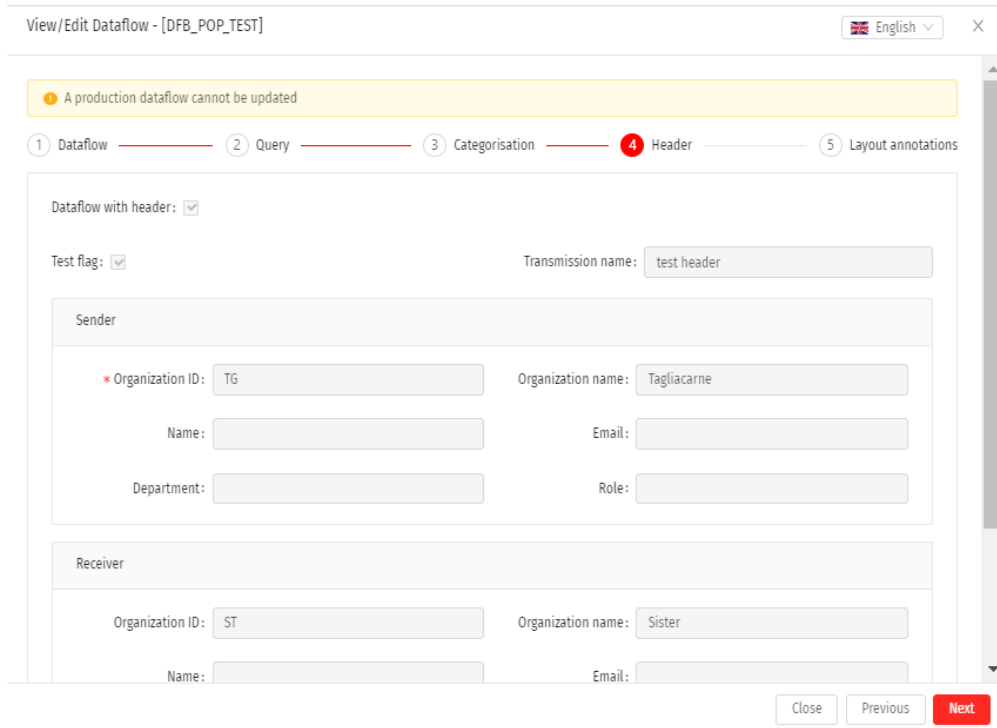 View/Edit Dataflow - [DFB_POP_TEST] English
A production dataflow cannot be updated
1 Dataflow 2 Query 3 Categorisation 4 Header 5 Layout annotations
Dataflow with header:
Test flag: Transmission name: test header
Sender
* Organization ID: TG Organization name: Tagliacarne
Name: Email:
Department: Role:
Receiver
Organization ID: ST Organization name: Sister
Name: Email:
Close Previous Next